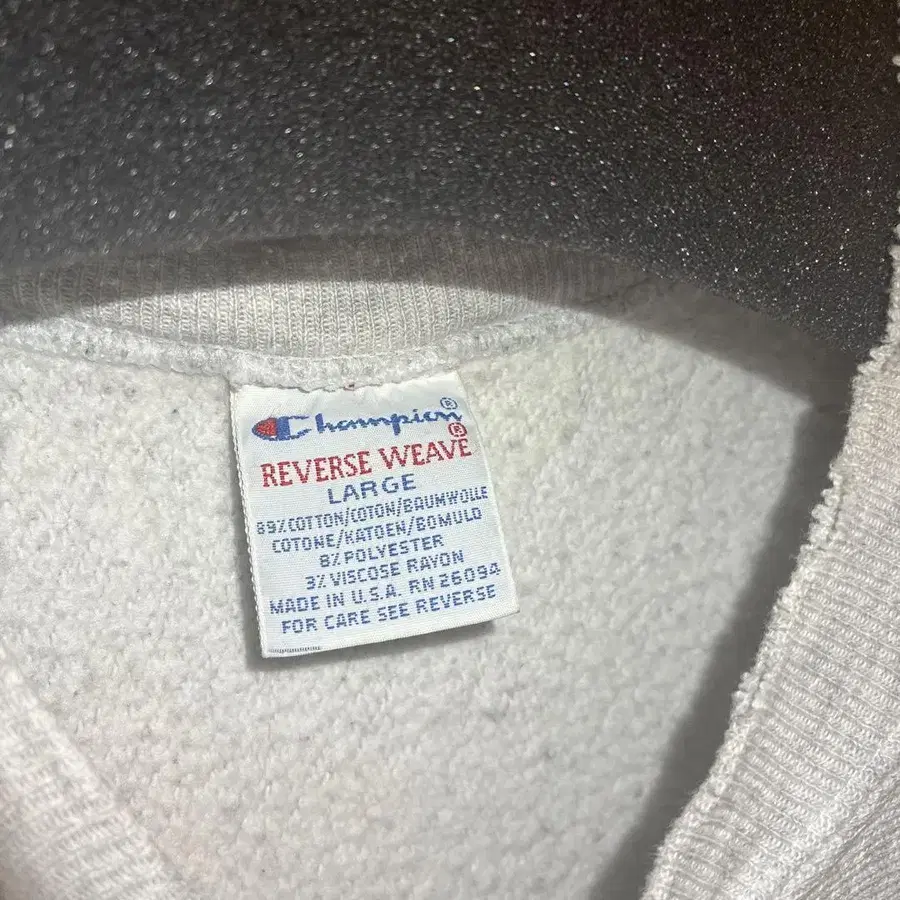 Champion®
REVERSE WEAVE®
LARGE
89% COTTON/COTON/BAUMWOLLE
COTONE/KATOEN/BOMULD
8% POLYESTER
3% VISCOSE RAYON
MADE IN U.S.A. RN 26094
FOR CARE SEE REVERSE